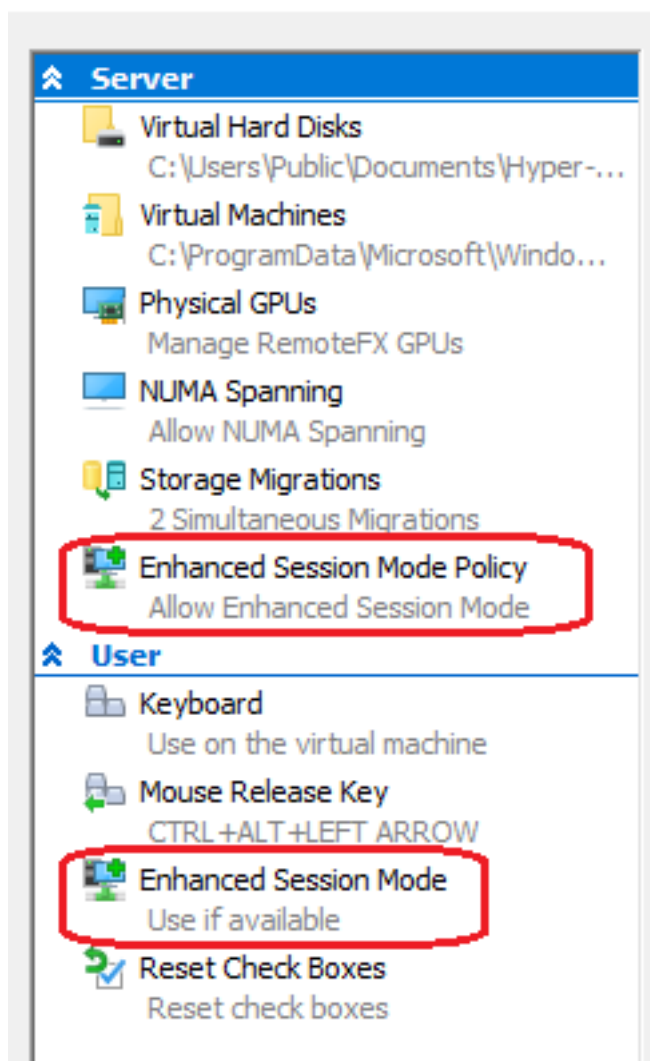 Server
Virtual Hard Disks
C:\Users\Public\Documents\Hyper-...
Virtual Machines
C:\ProgramData\Microsoft\Windo...
Physical GPUs
Manage RemoteFX GPUs
NUMA Spanning
Allow NUMA Spanning
Storage Migrations
2 Simultaneous Migrations
Enhanced Session Mode Policy
Allow Enhanced Session Mode
User
Keyboard
Use on the virtual machine
Mouse Release Key
CTRL+ALT+LEFT ARROW
Enhanced Session Mode
Use if available
Reset Check Boxes
Reset check boxes